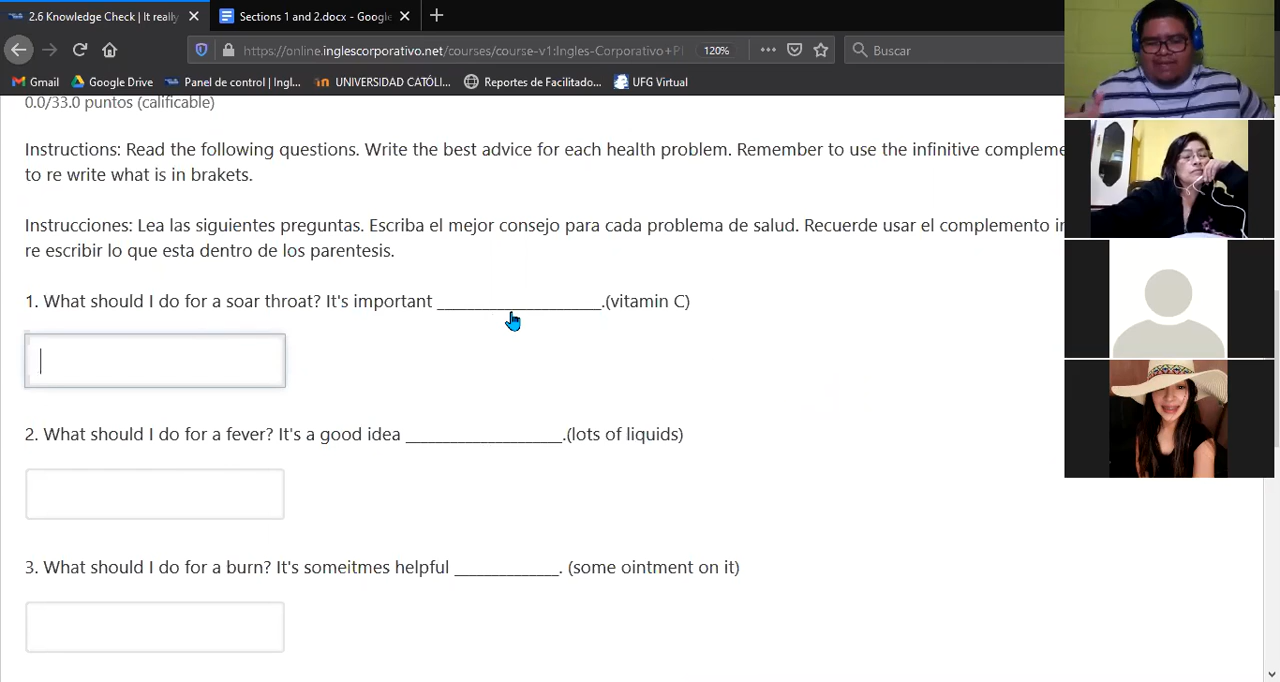 2.6 Knowledge Check | It really
Sections 1 and 2.docx - Google
https://online.inglescorporativo.net/courses/course-v1:Ingles-Corporativo+P
120%
Buscar
Gmail
Google Drive
Panel de control | Ingl...
UNIVERSIDAD CATÓLI...
Reportes de Facilitado...
UFG Virtual
0.0/33.0 puntos (calificable)
Instructions: Read the following questions. Write the best advice for each health problem. Remember to use the infinitive compleme
to re write what is in brakets.
Instrucciones: Lea las siguientes preguntas. Escriba el mejor consejo para cada problema de salud. Recuerde usar el complemento in
re escribir lo que esta dentro de los parentesis.
1. What should I do for a soar throat? It's important __________________.(vitamin C)
2. What should I do for a fever? It's a good idea _________________.(lots of liquids)
3. What should I do for a burn? It's someitmes helpful ____________. (some ointment on it)